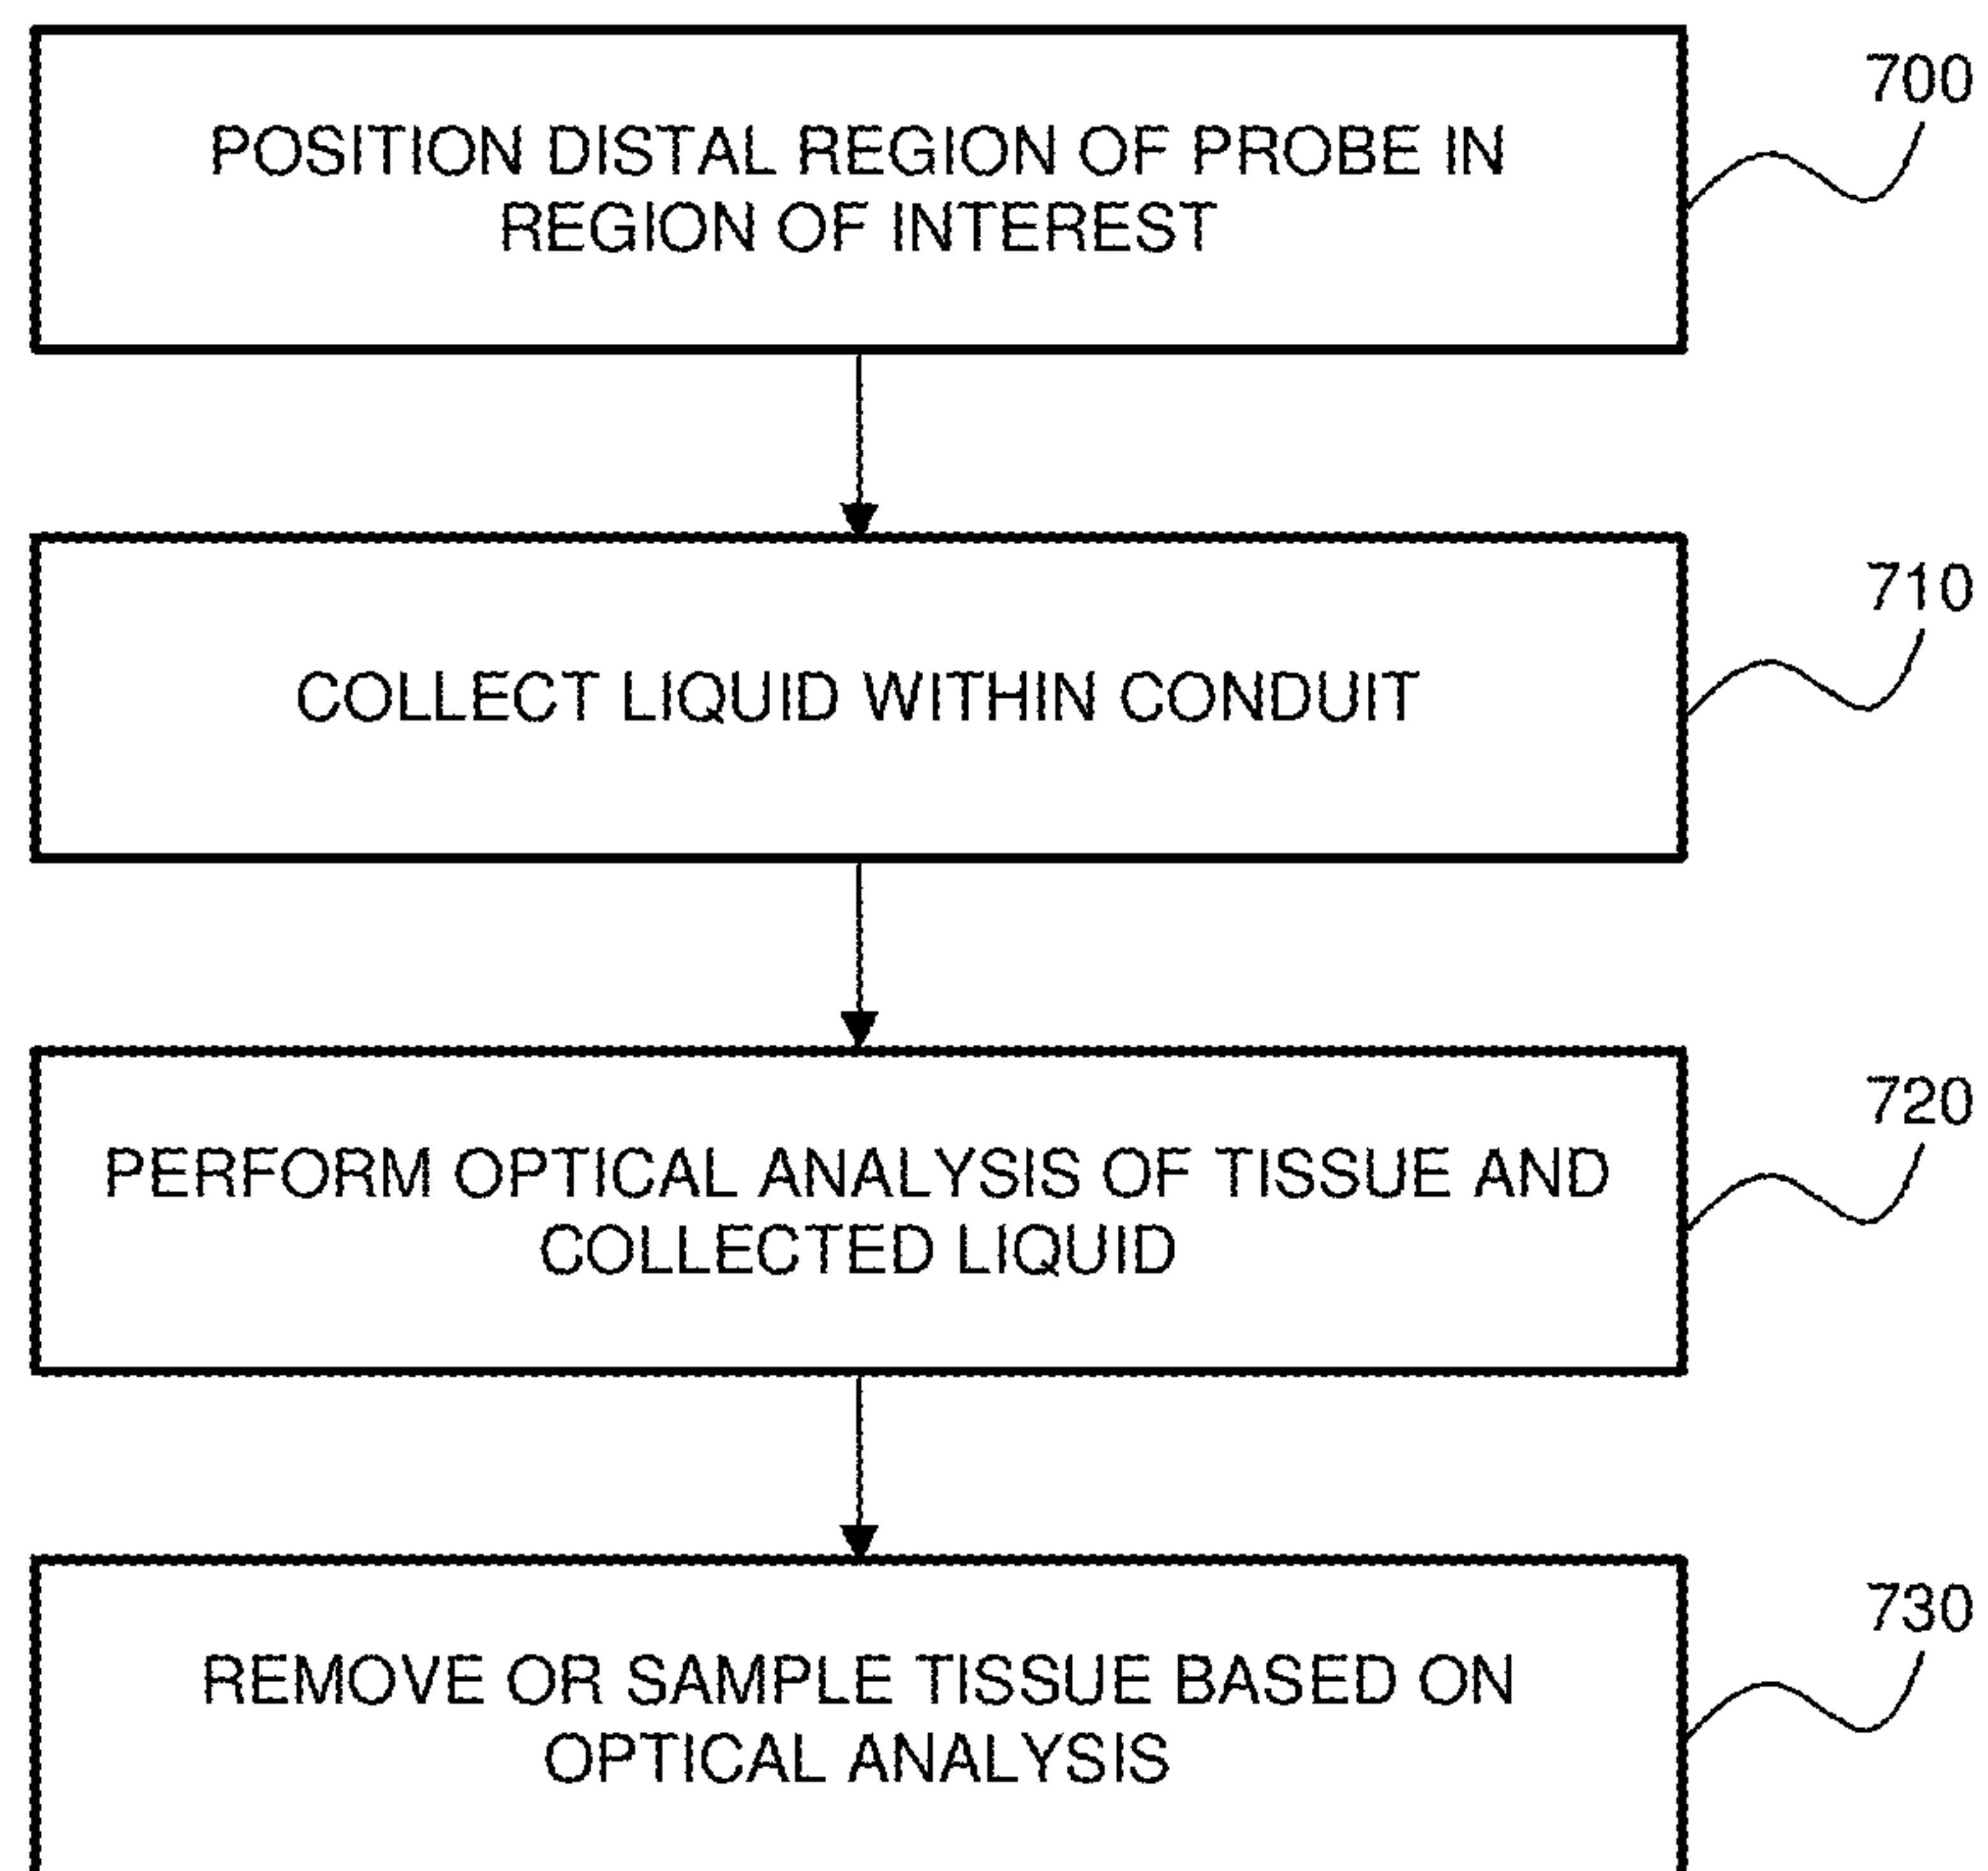 700
POSITION DISTAL REGION OF PROBE IN
REGION OF INTEREST
710
COLLECT LIQUID WITHIN CONDUIT
720
PERFORM OPTICAL ANALYSIS OF TISSUE AND
COLLECTED LIQUID
730
REMOVE OR SAMPLE TISSUE BASED ON
OPTICAL ANALYSIS